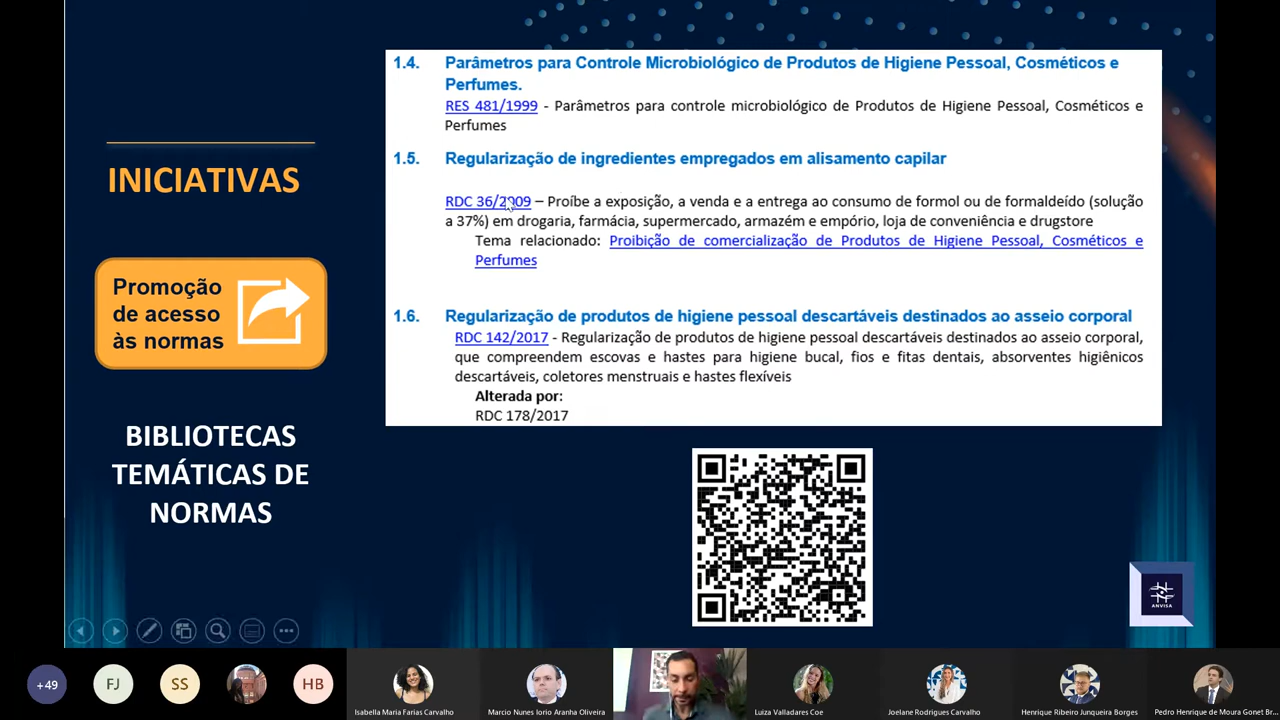 INICIATIVAS
Promoção
de acesso
às normas
BIBLIOTECAS
TEMÁTICAS DE
NORMAS
1.4. Parâmetros para Controle Microbiológico de Produtos de Higiene Pessoal, Cosméticos e
Perfumes.
RES 481/1999 - Parâmetros para controle microbiológico de Produtos de Higiene Pessoal, Cosméticos e
Perfumes
1.5. Regularização de ingredientes empregados em alisamento capilar
RDC 36/2009 – Proíbe a exposição, a venda e a entrega ao consumo de formol ou de formaldeído (solução
a 37%) em drogaria, farmácia, supermercado, armazém e empório, loja de conveniência e drugstore
Tema relacionado: Proibição de comercialização de Produtos de Higiene Pessoal, Cosméticos e
Perfumes
1.6. Regularização de produtos de higiene pessoal descartáveis destinados ao asseio corporal
RDC 142/2017 - Regularização de produtos de higiene pessoal descartáveis destinados ao asseio corporal,
que compreendem escovas e hastes para higiene bucal, fios e fitas dentais, absorventes higiênicos
descartáveis, coletores menstruais e hastes flexíveis
Alterada por:
RDC 178/2017
ANVISA
+49
FJ
SS
HB
Isabella Maria Farias Carvalho
Marcio Nunes Iorio Aranha Oliveira
Luiza Valladares Coe
Joelane Rodrigues Carvalho
Henrique Ribeiro Junqueira Borges
Pedro Henrique de Moura Gonet Br...